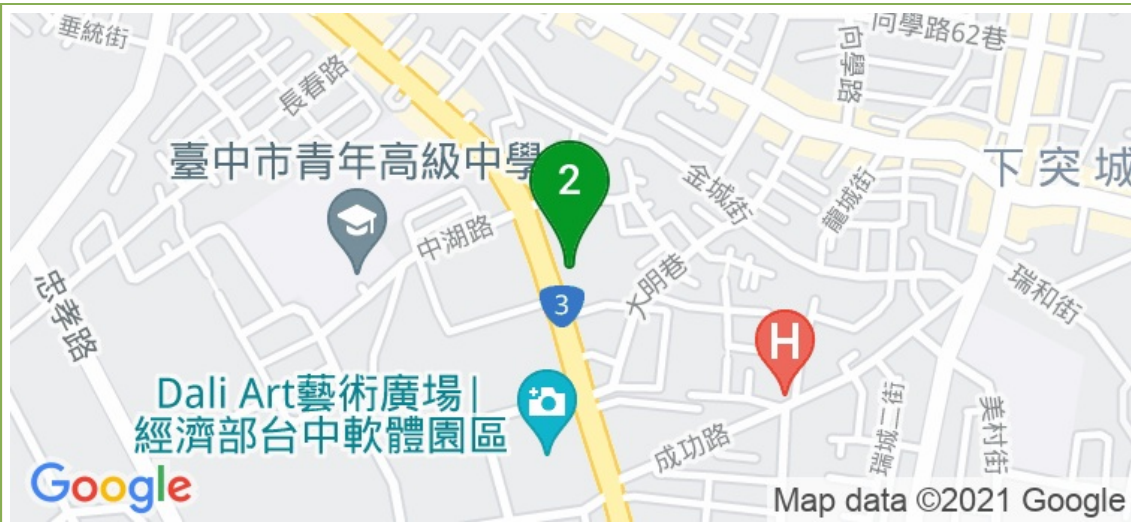 垂統街
向學路62巷
長春路
向學路
臺中市青年高級中學
2
金城街
下突城
龍城街
中湖路
大明巷
瑞和街
忠孝路
3
H
Dali Art藝術廣場|
經濟部台中軟體園區
成功路
瑞城二街
美村街
Google
Map data ©2021 Google